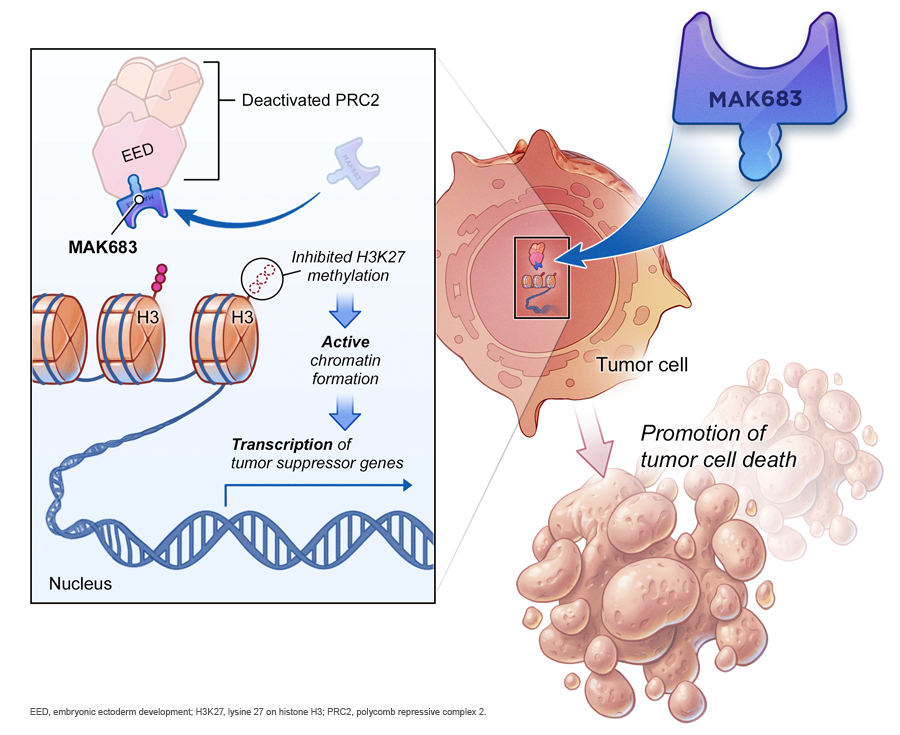 MAK683
Deactivated PRC2
EED
MAK683
MAK683
MAK683
Inhibited H3K27
methylation
H3
H3
Active
chromatin
formation
Transcription of
tumor suppressor genes
Nucleus
Tumor cell
Promotion of
tumor cell death
EED, embryonic ectoderm development; H3K27, lysine 27 on histone H3; PRC2, polycomb repressive complex 2.